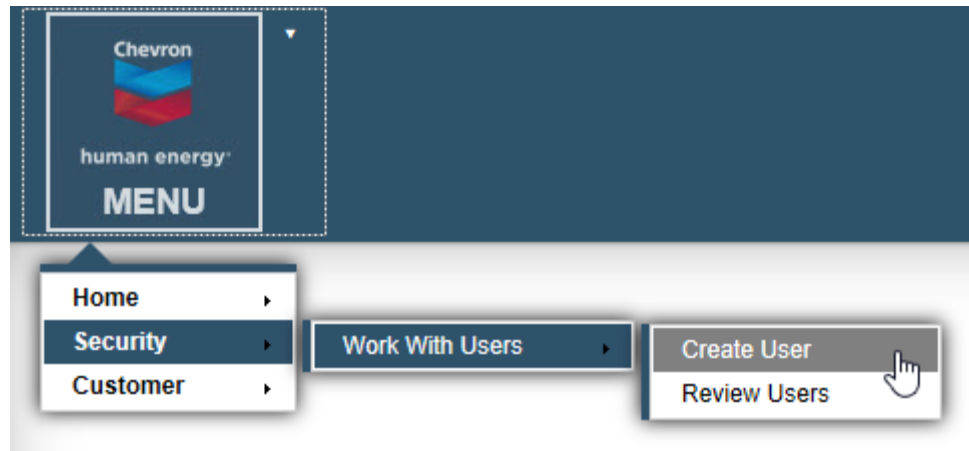 Chevron
human energy
MENU
Home
Security
Customer
Work With Users
Create User
Review Users